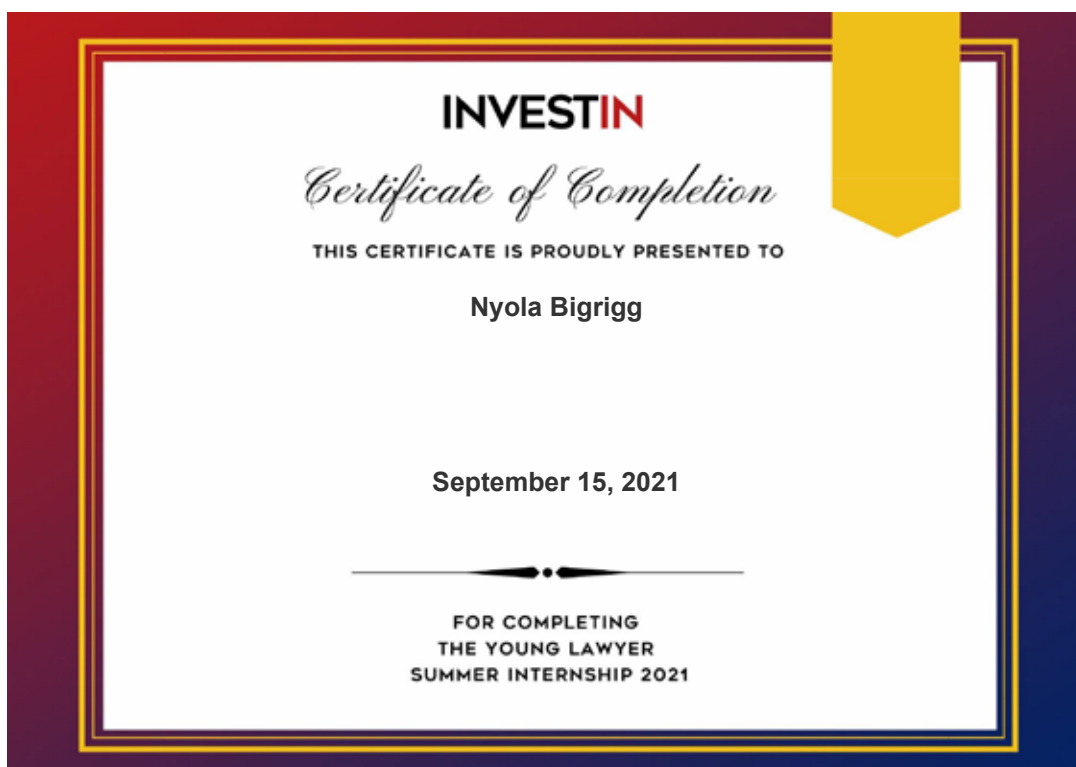 INVESTIN
Certificate of Completion
THIS CERTIFICATE IS PROUDLY PRESENTED TO
Nyola Bigrigg
September 15, 2021
FOR COMPLETING
THE YOUNG LAWYER
SUMMER INTERNSHIP 2021